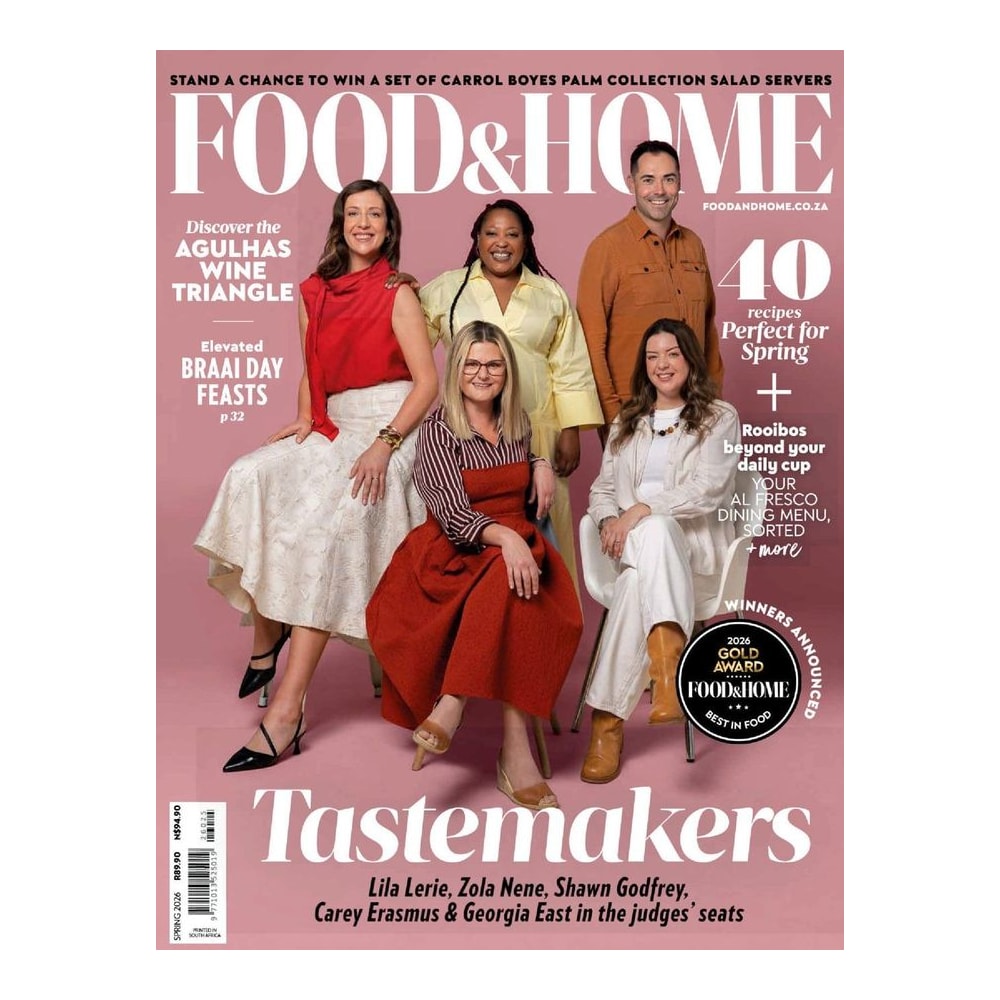 STAND A CHANCE TO WIN A SET OF CARROL BOYES PALM COLLECTION SALAD SERVERS
FOOD&HOME
FOODANDHOME.CO.ZA
Discover the
AGULHAS
WINE
TRIANGLE
Elevated
BRAAI DAY
FEASTS
p 32
40
recipes
Perfect for
Spring
+
Rooibos
beyond your
daily cup
YOUR
AL FRESCO
DINING MENU,
SORTED
+more
WINNERS ANNOUNCED
2026
GOLD
AWARD
FOOD&HOME
BEST IN FOOD
Tastemakers
Lila Lerie, Zola Nene, Shawn Godfrey,
Carey Erasmus & Georgia East in the judges' seats
SPRING 2026 R89.90 N$94.90
26025
9 771013 525019
PRINTED IN
SOUTH AFRICA